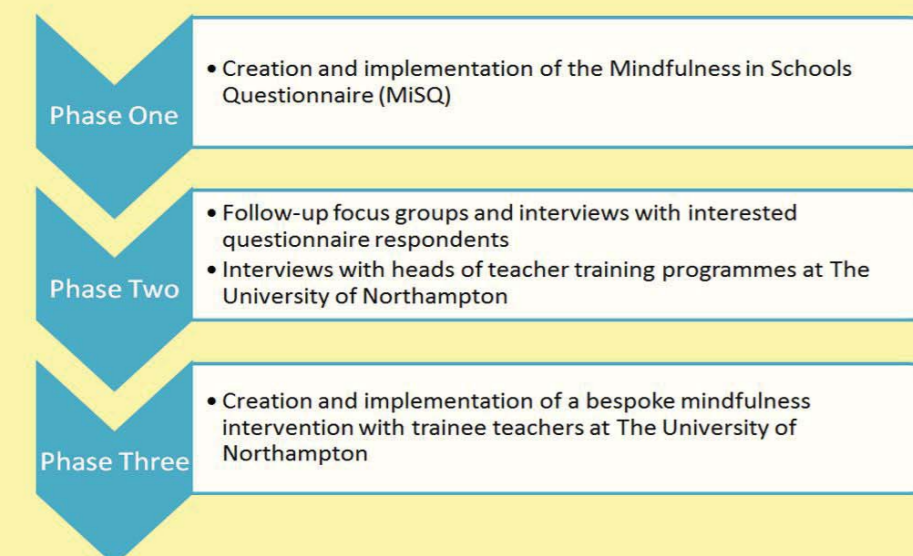 Phase One
• Creation and implementation of the Mindfulness in Schools
Questionnaire (MiSQ)
Phase Two
• Follow-up focus groups and interviews with interested
questionnaire respondents
• Interviews with heads of teacher training programmes at The
University of Northampton
Phase Three
• Creation and implementation of a bespoke mindfulness
intervention with trainee teachers at The University of
Northampton